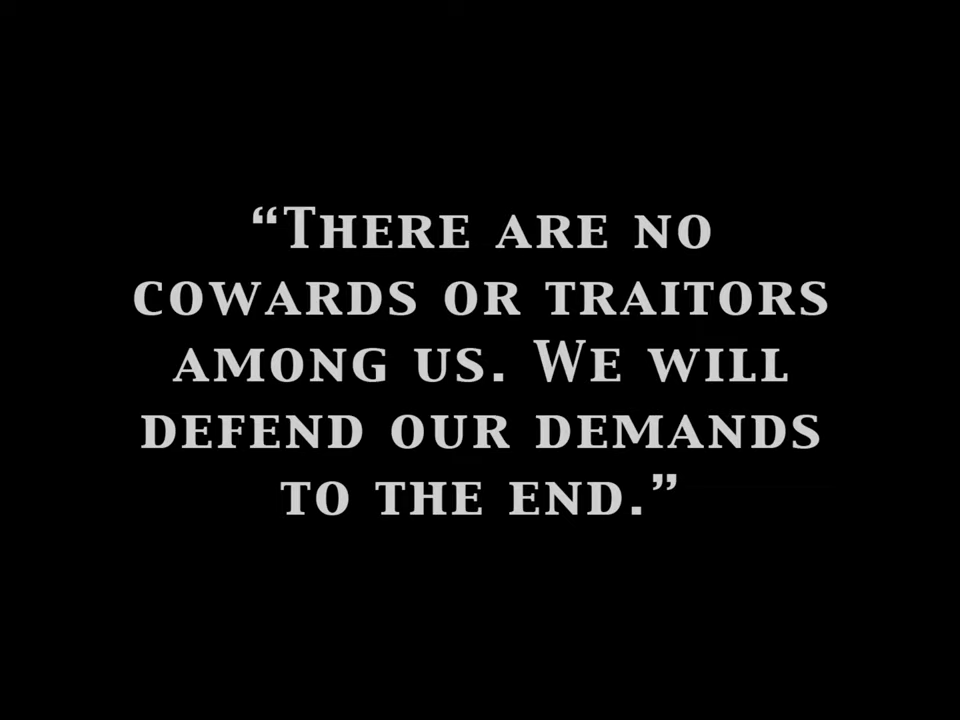 “There are no
cowards or traitors
among us. We will
defend our demands
to the end.”